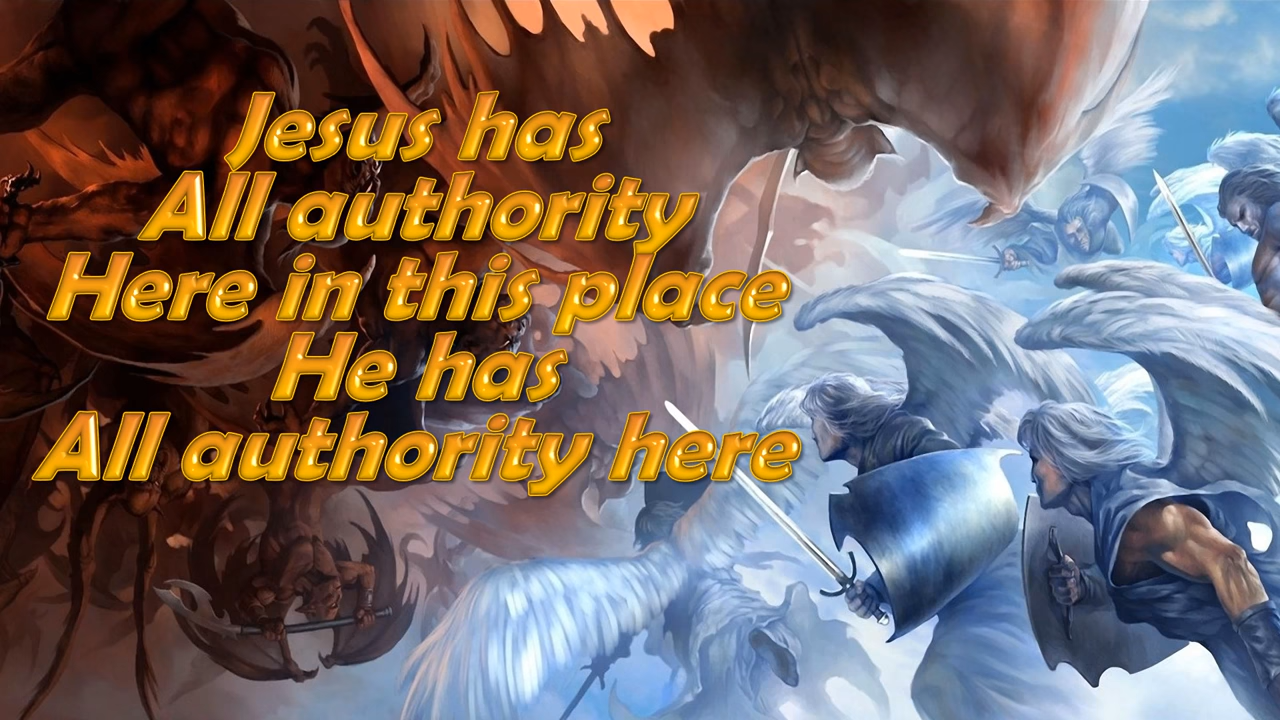 Jesus has
All authority
Here in this place
He has
All authority here